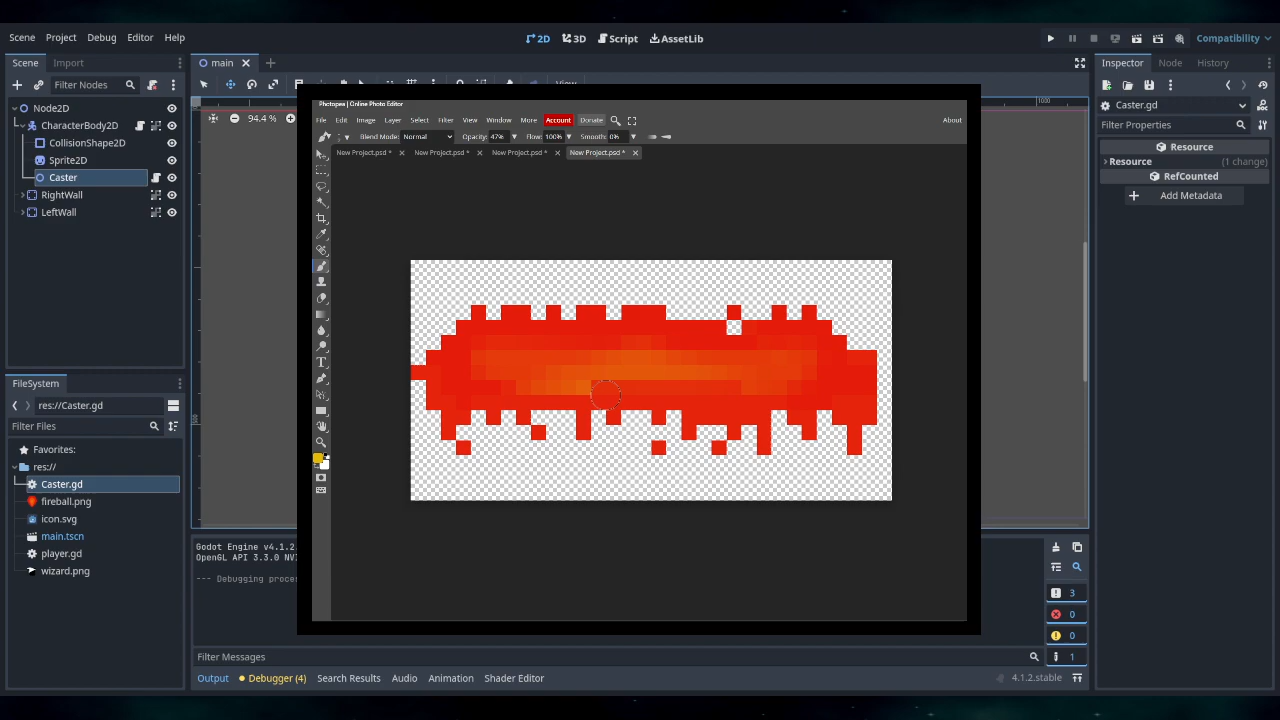 Scene Project Debug Editor Help
2D 3D Script AssetLib
Compatibility
Scene Import
main
Inspector Node History
Filter Nodes
View
Node2D
CharacterBody2D
CollisionShape2D
Sprite2D
Caster
RightWall
LeftWall
94.4 %
1000
Photopea | Online Photo Editor
File Edit Image Layer Select Filter View Window More Account Donate
About
Blend Mode: Normal Opacity: 47% Flow: 100% Smooth: 0%
New Project.psd * New Project.psd * New Project.psd * New Project.psd *
Caster.gd
Filter Properties
Resource
Resource (1 change)
RefCounted
Add Metadata
FileSystem
res://Caster.gd
Filter Files
Favorites:
res://
Caster.gd
fireball.png
icon.svg
main.tscn
player.gd
wizard.png
Godot Engine v4.1.2.
OpenGL API 3.3.0 NVI
--- Debugging proces
3
0
0
1
Filter Messages
Output Debugger (4) Search Results Audio Animation Shader Editor
4.1.2.stable